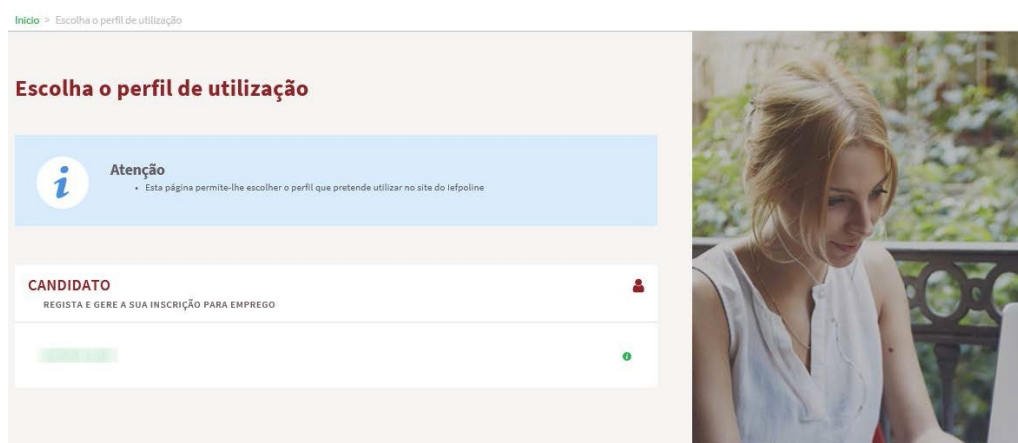 Início > Escolha o perfil de utilização
Escolha o perfil de utilização
Atenção
• Esta página permite-lhe escolher o perfil que pretende utilizar no site do Iefponline
CANDIDATO
REGISTA E GERE A SUA INSCRIÇÃO PARA EMPREGO